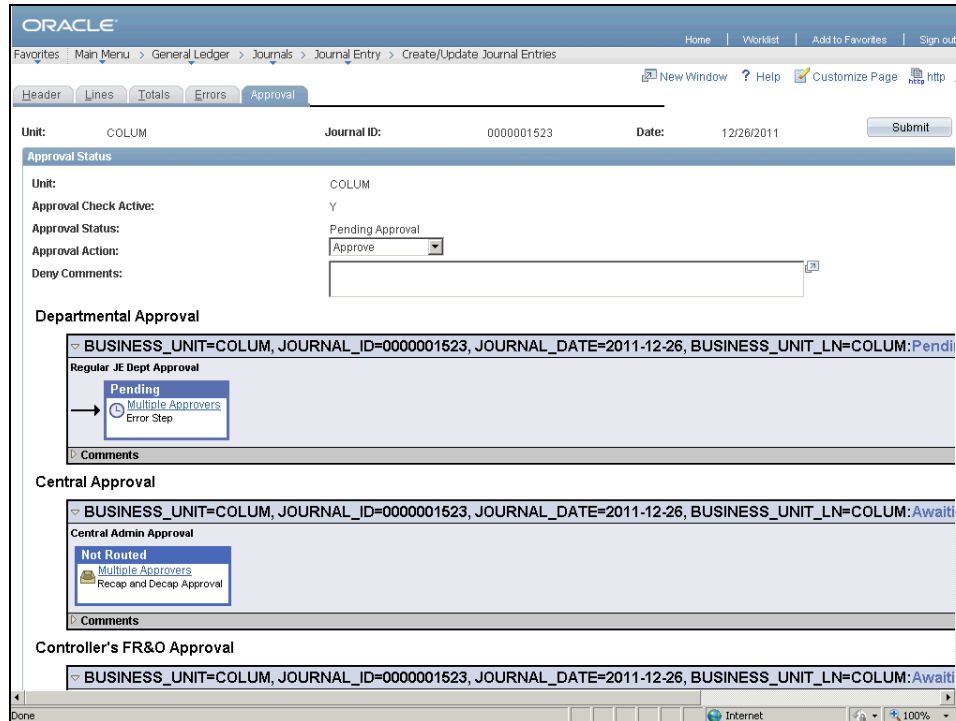 ORACLE
Home | Worklist | Add to Favorites | Sign out
Favorites Main Menu > General Ledger > Journals > Journal Entry > Create/Update Journal Entries
New Window ? Help Customize Page http
Header Lines Totals Errors Approval
Unit: COLUM Journal ID: 0000001523 Date: 12/26/2011 Submit
Approval Status
Unit: COLUM
Approval Check Active: Y
Approval Status: Pending Approval
Approval Action: Approve
Deny Comments:
Departmental Approval
BUSINESS_UNIT=COLUM, JOURNAL_ID=0000001523, JOURNAL_DATE=2011-12-26, BUSINESS_UNIT_LN=COLUM:Pendi
Regular JE Dept Approval
Pending
Multiple Approvers
Error Step
Comments
Central Approval
BUSINESS_UNIT=COLUM, JOURNAL_ID=0000001523, JOURNAL_DATE=2011-12-26, BUSINESS_UNIT_LN=COLUM:Awaiti
Central Admin Approval
Not Routed
Multiple Approvers
Recap and Decap Approval
Comments
Controller's FR&O Approval
BUSINESS_UNIT=COLUM, JOURNAL_ID=0000001523, JOURNAL_DATE=2011-12-26, BUSINESS_UNIT_LN=COLUM:Awaiti
Done Internet 100%